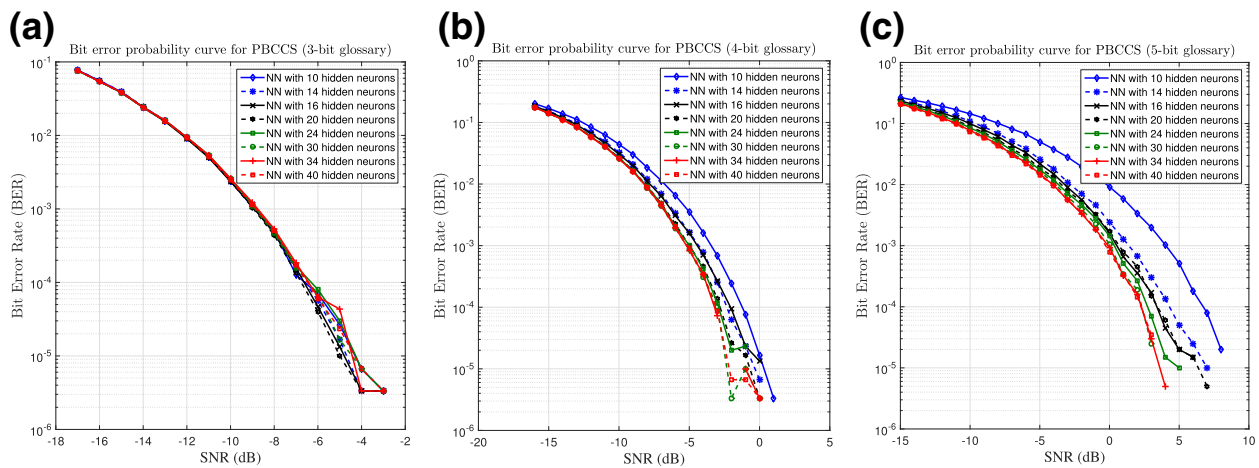 (a)
Bit error probability curve for PBCCS (3-bit glossary)
10^-1
10^-2
10^-3
10^-4
10^-5
10^-6
Bit Error Rate (BER)
-18
-16
-14
-12
-10
-8
-6
-4
-2
SNR (dB)
NN with 10 hidden neurons
NN with 14 hidden neurons
NN with 16 hidden neurons
NN with 20 hidden neurons
NN with 24 hidden neurons
NN with 30 hidden neurons
NN with 34 hidden neurons
NN with 40 hidden neurons
(b)
Bit error probability curve for PBCCS (4-bit glossary)
10^0
10^-1
10^-2
10^-3
10^-4
10^-5
10^-6
Bit Error Rate (BER)
-20
-15
-10
-5
0
5
SNR (dB)
NN with 10 hidden neurons
NN with 14 hidden neurons
NN with 16 hidden neurons
NN with 20 hidden neurons
NN with 24 hidden neurons
NN with 30 hidden neurons
NN with 34 hidden neurons
NN with 40 hidden neurons
(c)
Bit error probability curve for PBCCS (5-bit glossary)
10^0
10^-1
10^-2
10^-3
10^-4
10^-5
10^-6
Bit Error Rate (BER)
-15
-10
-5
0
5
10
SNR (dB)
NN with 10 hidden neurons
NN with 14 hidden neurons
NN with 16 hidden neurons
NN with 20 hidden neurons
NN with 24 hidden neurons
NN with 30 hidden neurons
NN with 34 hidden neurons
NN with 40 hidden neurons